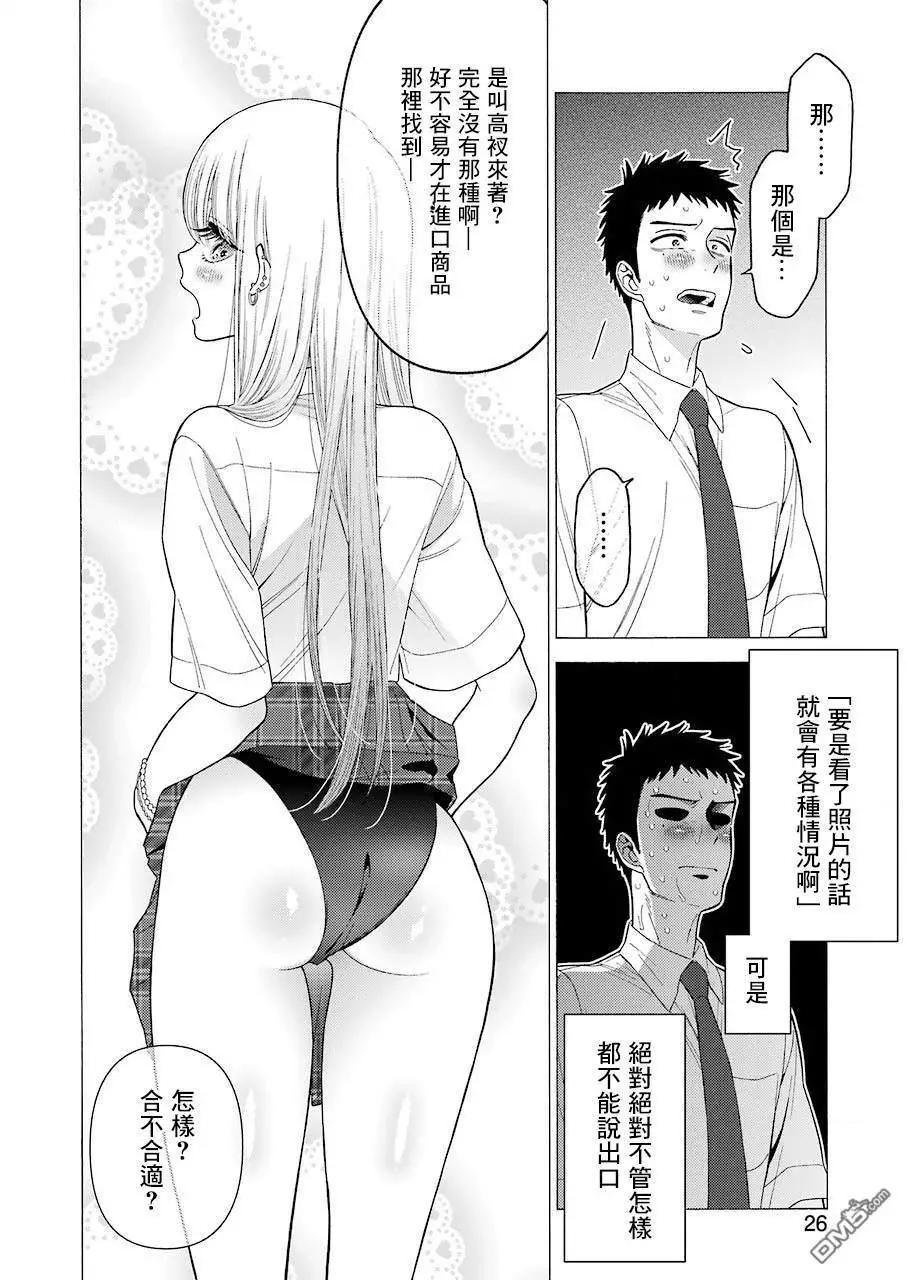 那……
那個是…
……
「要是看了照片的話
就會有各種情況啊」
可是
絕對絕對不管怎樣
都不能說出口
是叫高衩來著?
完全沒有那種啊—
好不容易才在進口商品
那裡找到—
怎樣?
合不合適?
26
DM5.com